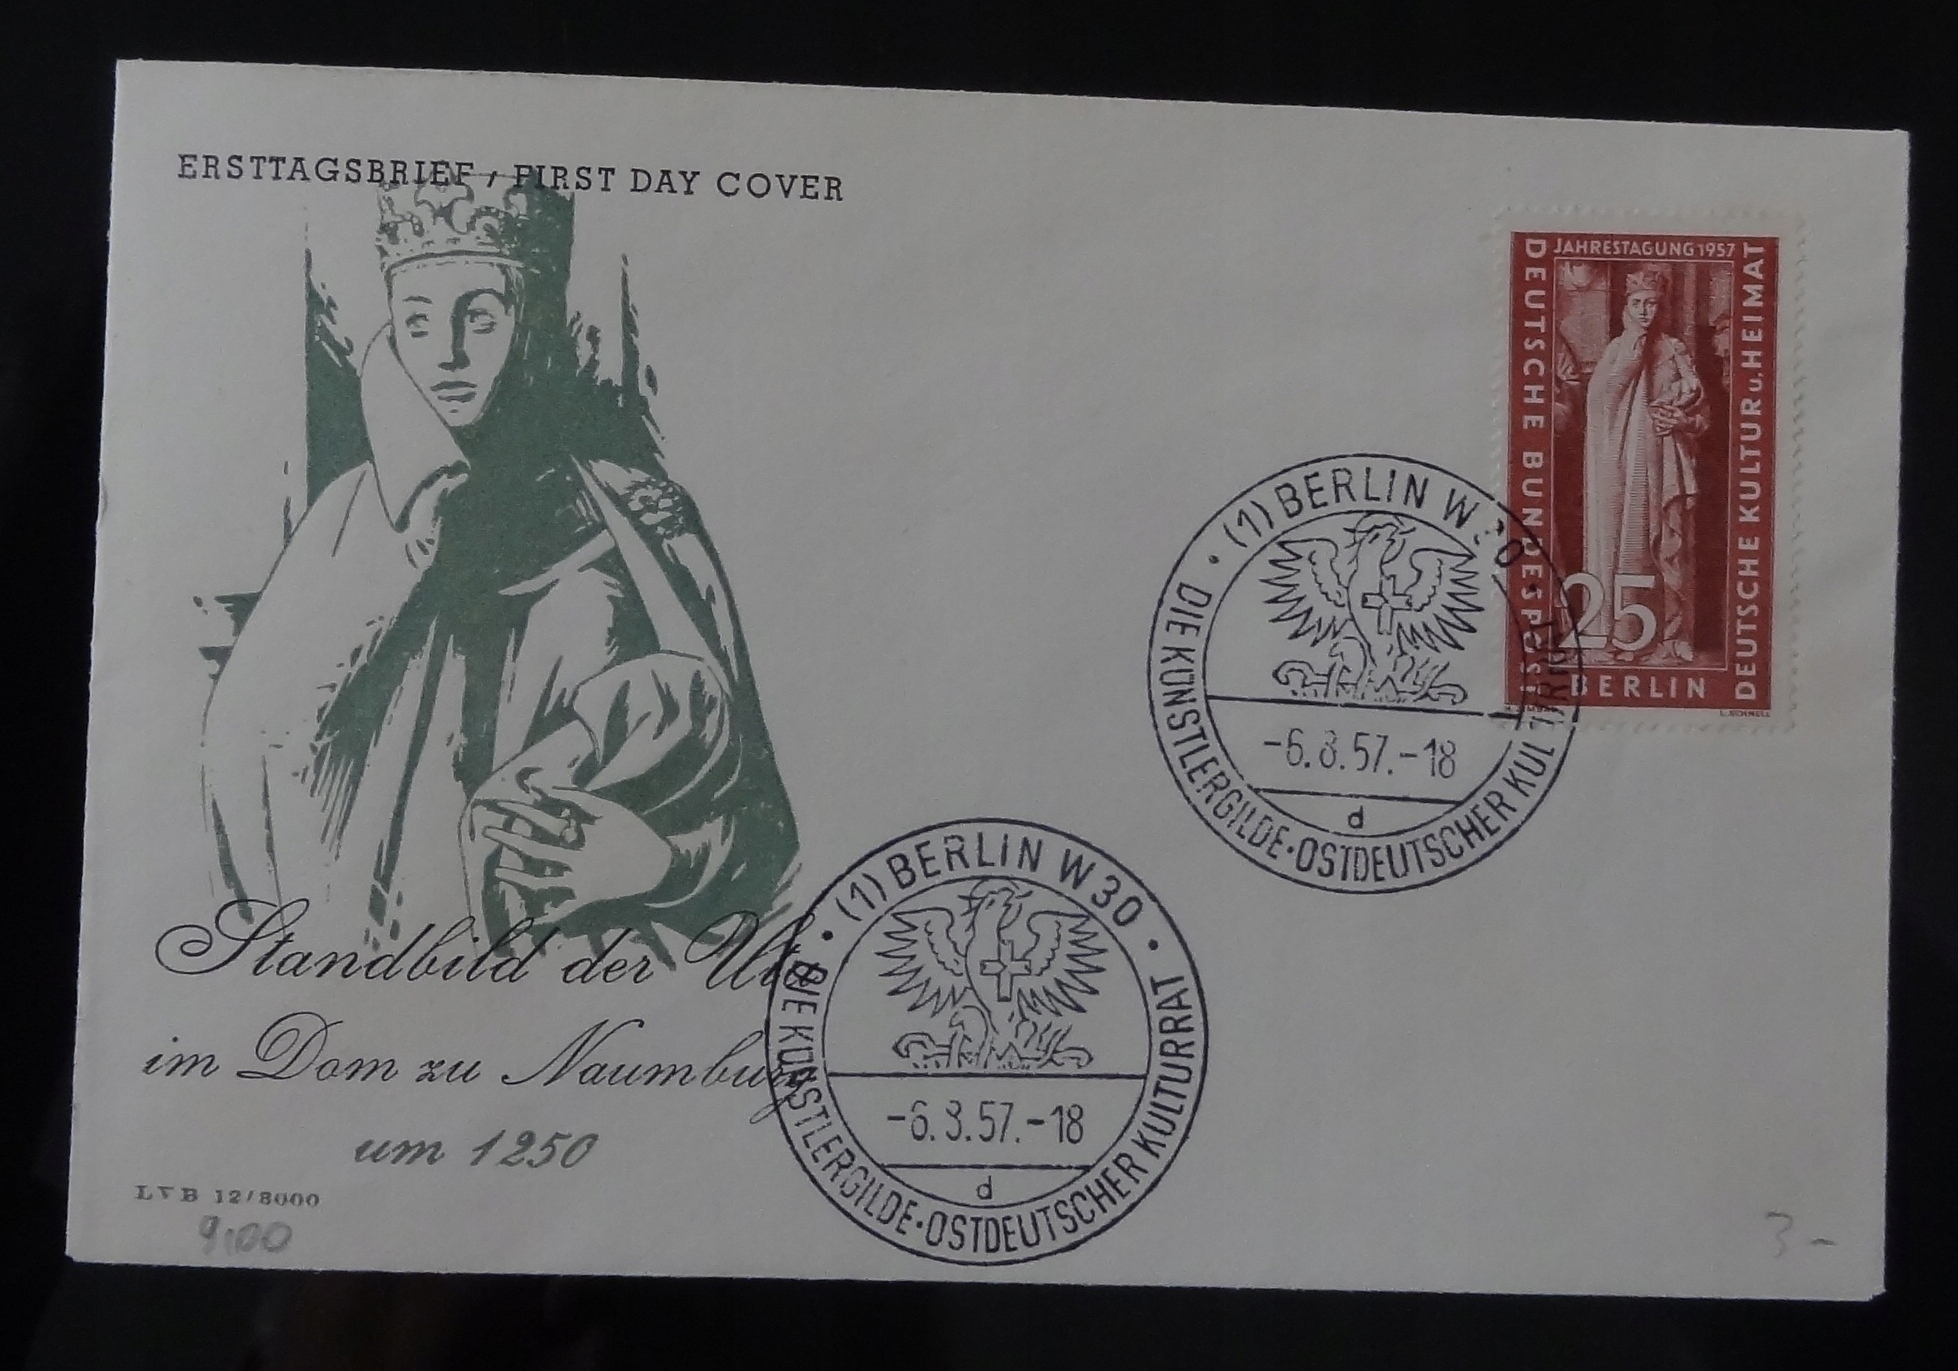 ERSTTAGSBRIEF / FIRST DAY COVER
JAHRESTAGUNG 1957
DEUTSCHE BUNDESPOST
DEUTSCHE KULTUR u. HEIMAT
25
BERLIN
L. SCHNELL
(1) BERLIN W 30
-6.8.57.-18
d
DIE KÜNSTLERGILDE · OSTDEUTSCHER KULTURRAT
Standbild der Uta
im Dom zu Naumburg
um 1250
(1) BERLIN W 30
-6.8.57.-18
d
DIE KÜNSTLERGILDE · OSTDEUTSCHER KULTURRAT
LVB 12/8000
9,00
3 -